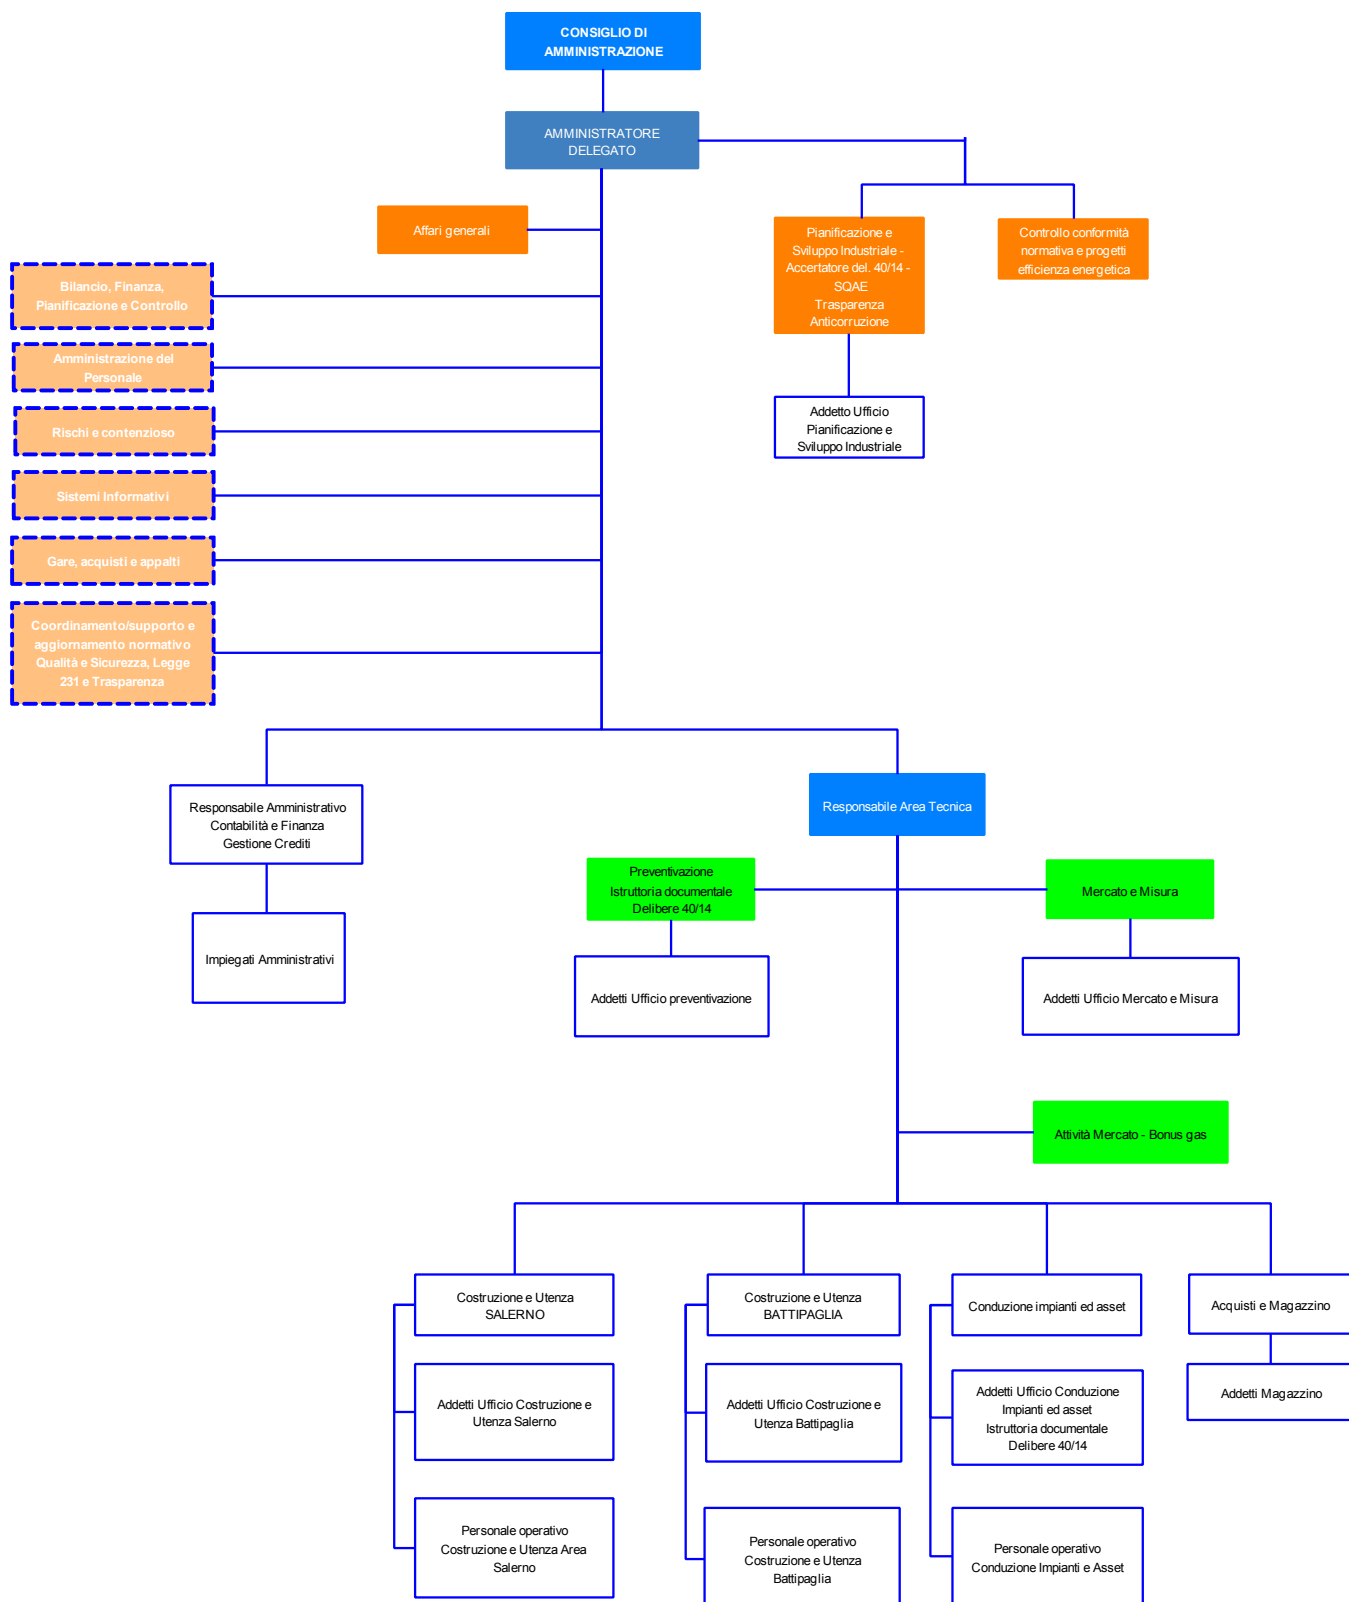 CONSIGLIO DI
AMMINISTRAZIONE
AMMINISTRATORE
DELEGATO
Affari generali
Pianificazione e
Sviluppo Industriale -
Accertatore del. 40/14 -
SQAE
Trasparenza
Anticorruzione
Controllo conformità
normativa e progetti
efficienza energetica
Bilancio, Finanza,
Pianificazione e Controllo
Amministrazione del
Personale
Addetto Ufficio
Pianificazione e
Sviluppo Industriale
Rischi e contenzioso
Sistemi Informativi
Gare, acquisti e appalti
Coordinamento/supporto e
aggiornamento normativo
Qualità e Sicurezza, Legge
231 e Trasparenza
Responsabile Amministrativo
Contabilità e Finanza
Gestione Crediti
Responsabile Area Tecnica
Preventivazione
Istruttoria documentale
Delibere 40/14
Mercato e Misura
Impiegati Amministrativi
Addetti Ufficio preventivazione
Addetti Ufficio Mercato e Misura
Attività Mercato - Bonus gas
Costruzione e Utenza
SALERNO
Costruzione e Utenza
BATTIPAGLIA
Conduzione impianti ed asset
Acquisti e Magazzino
Addetti Ufficio Costruzione e
Utenza Salerno
Addetti Ufficio Costruzione e
Utenza Battipaglia
Addetti Ufficio Conduzione
Impianti ed asset
Istruttoria documentale
Delibere 40/14
Addetti Magazzino
Personale operativo
Costruzione e Utenza Area
Salerno
Personale operativo
Costruzione e Utenza
Battipaglia
Personale operativo
Conduzione Impianti e Asset